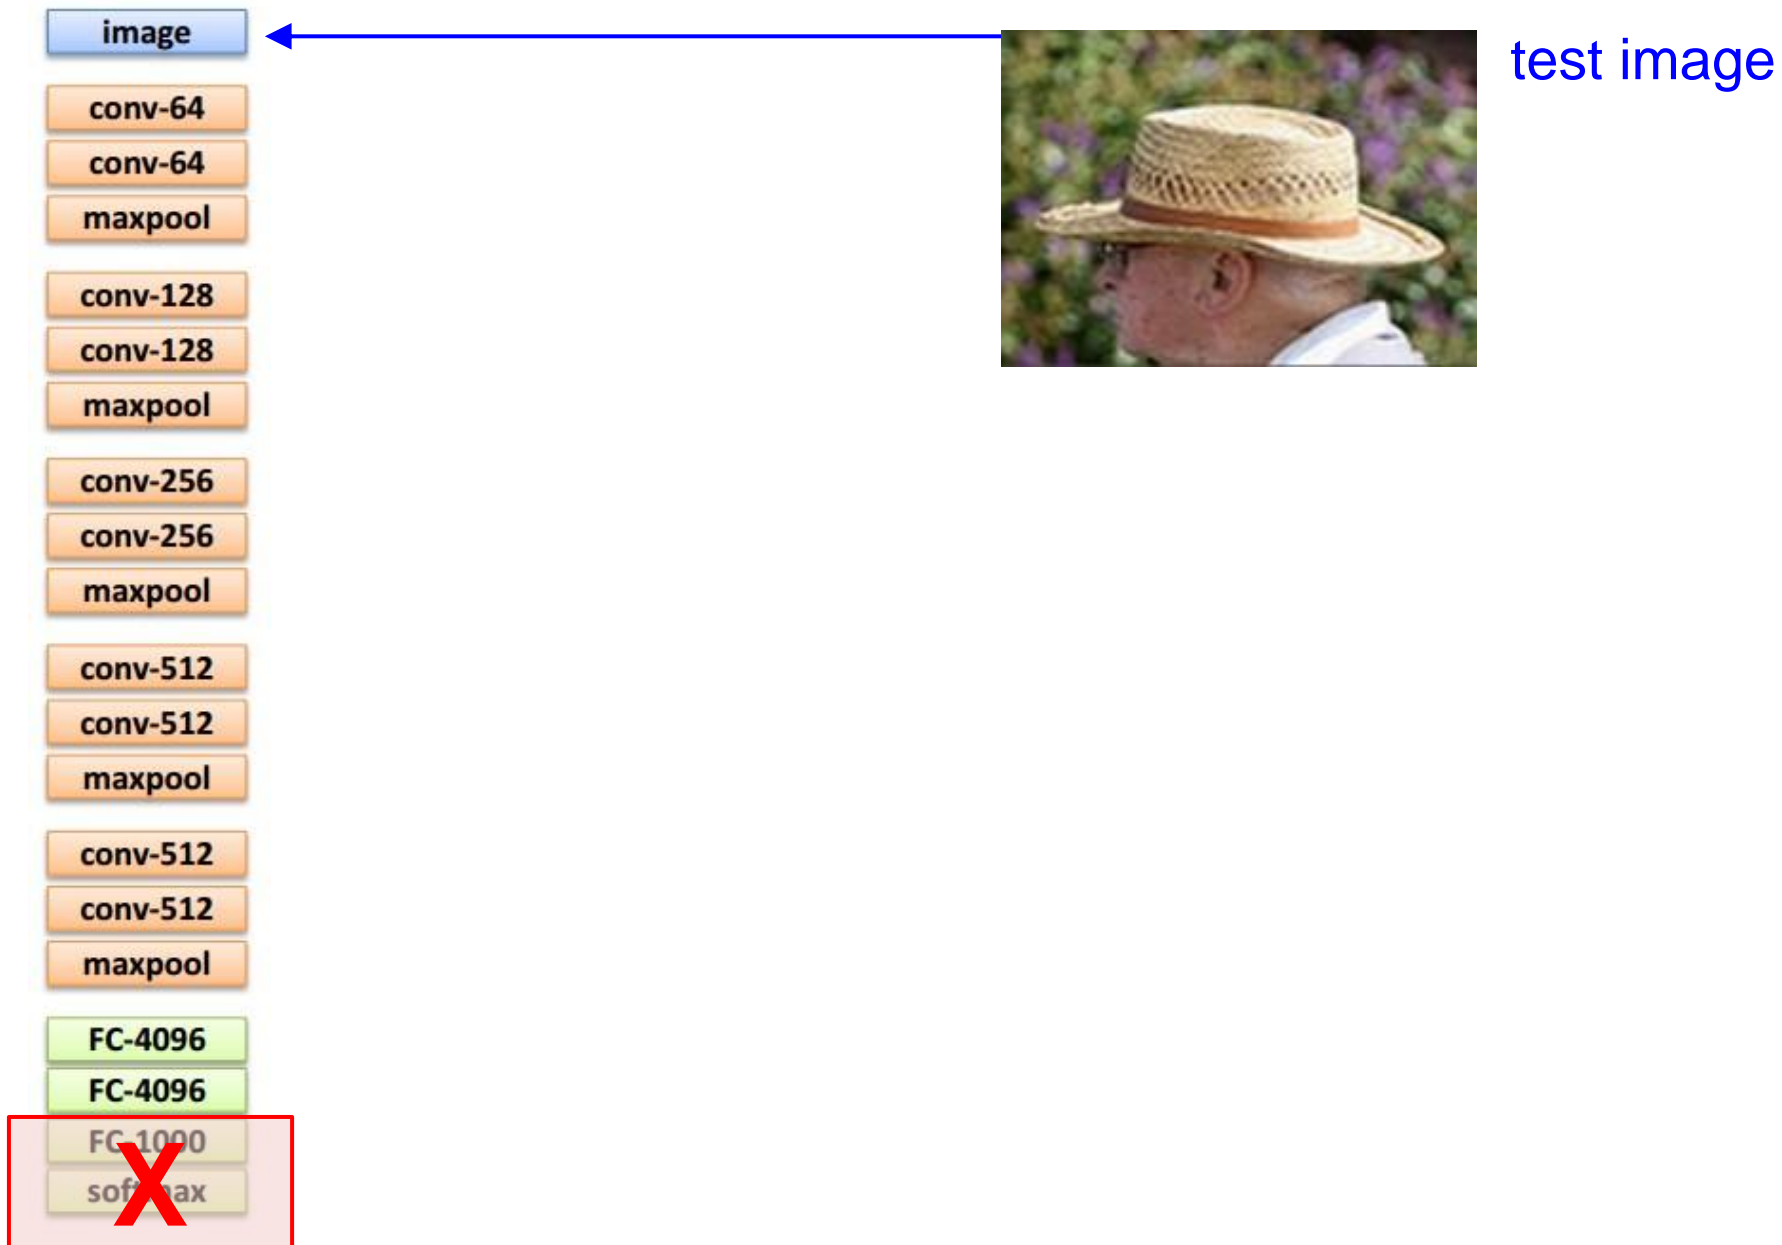 image
test image
conv-64
conv-64
maxpool
conv-128
conv-128
maxpool
conv-256
conv-256
maxpool
conv-512
conv-512
maxpool
conv-512
conv-512
maxpool
FC-4096
FC-4096
FC-1000
softmax
X